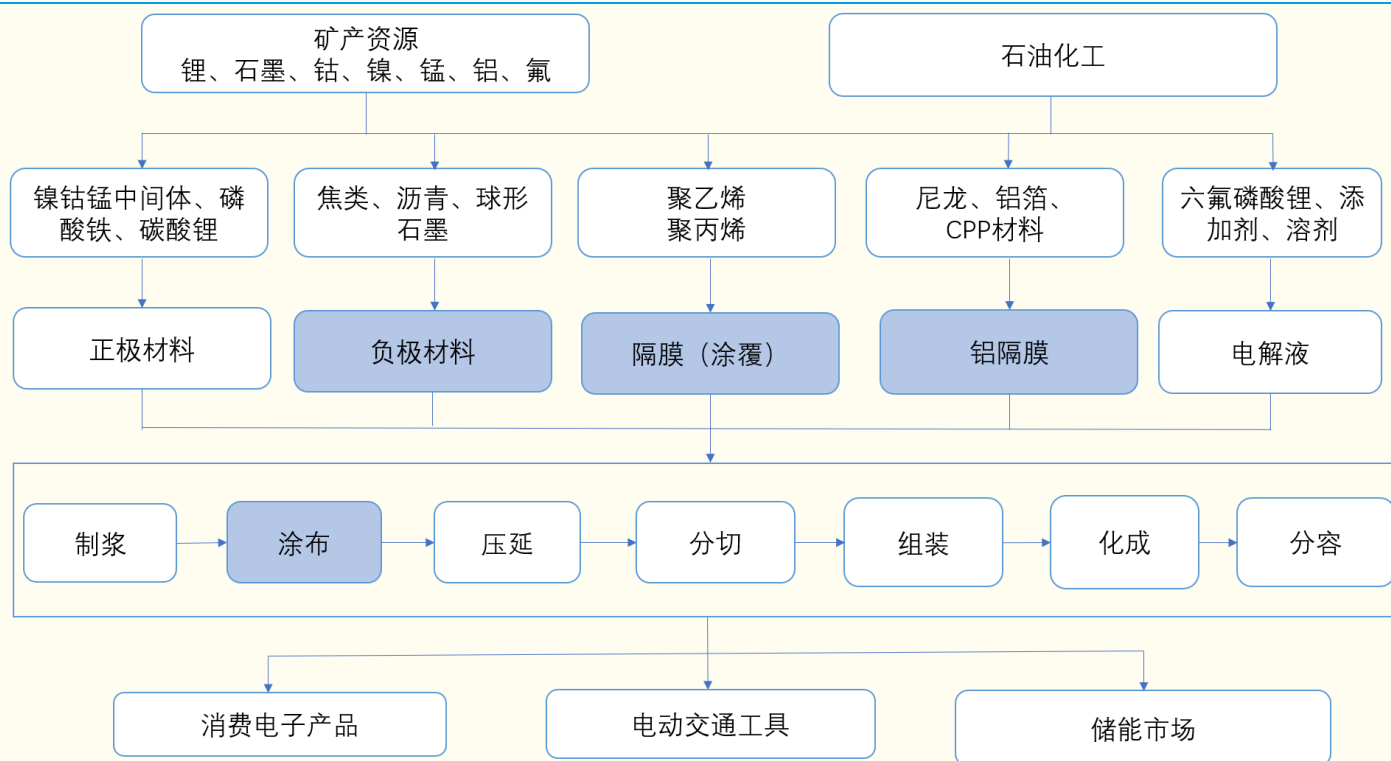 矿产资源
锂、石墨、钴、镍、锰、铝、氟
石油化工
镍钴锰中间体、磷
酸铁、碳酸锂
焦类、沥青、球形
石墨
聚乙烯
聚丙烯
尼龙、铝箔、
CPP材料
六氟磷酸锂、添
加剂、溶剂
正极材料
负极材料
隔膜（涂覆）
铝隔膜
电解液
制浆
涂布
压延
分切
组装
化成
分容
消费电子产品
电动交通工具
储能市场